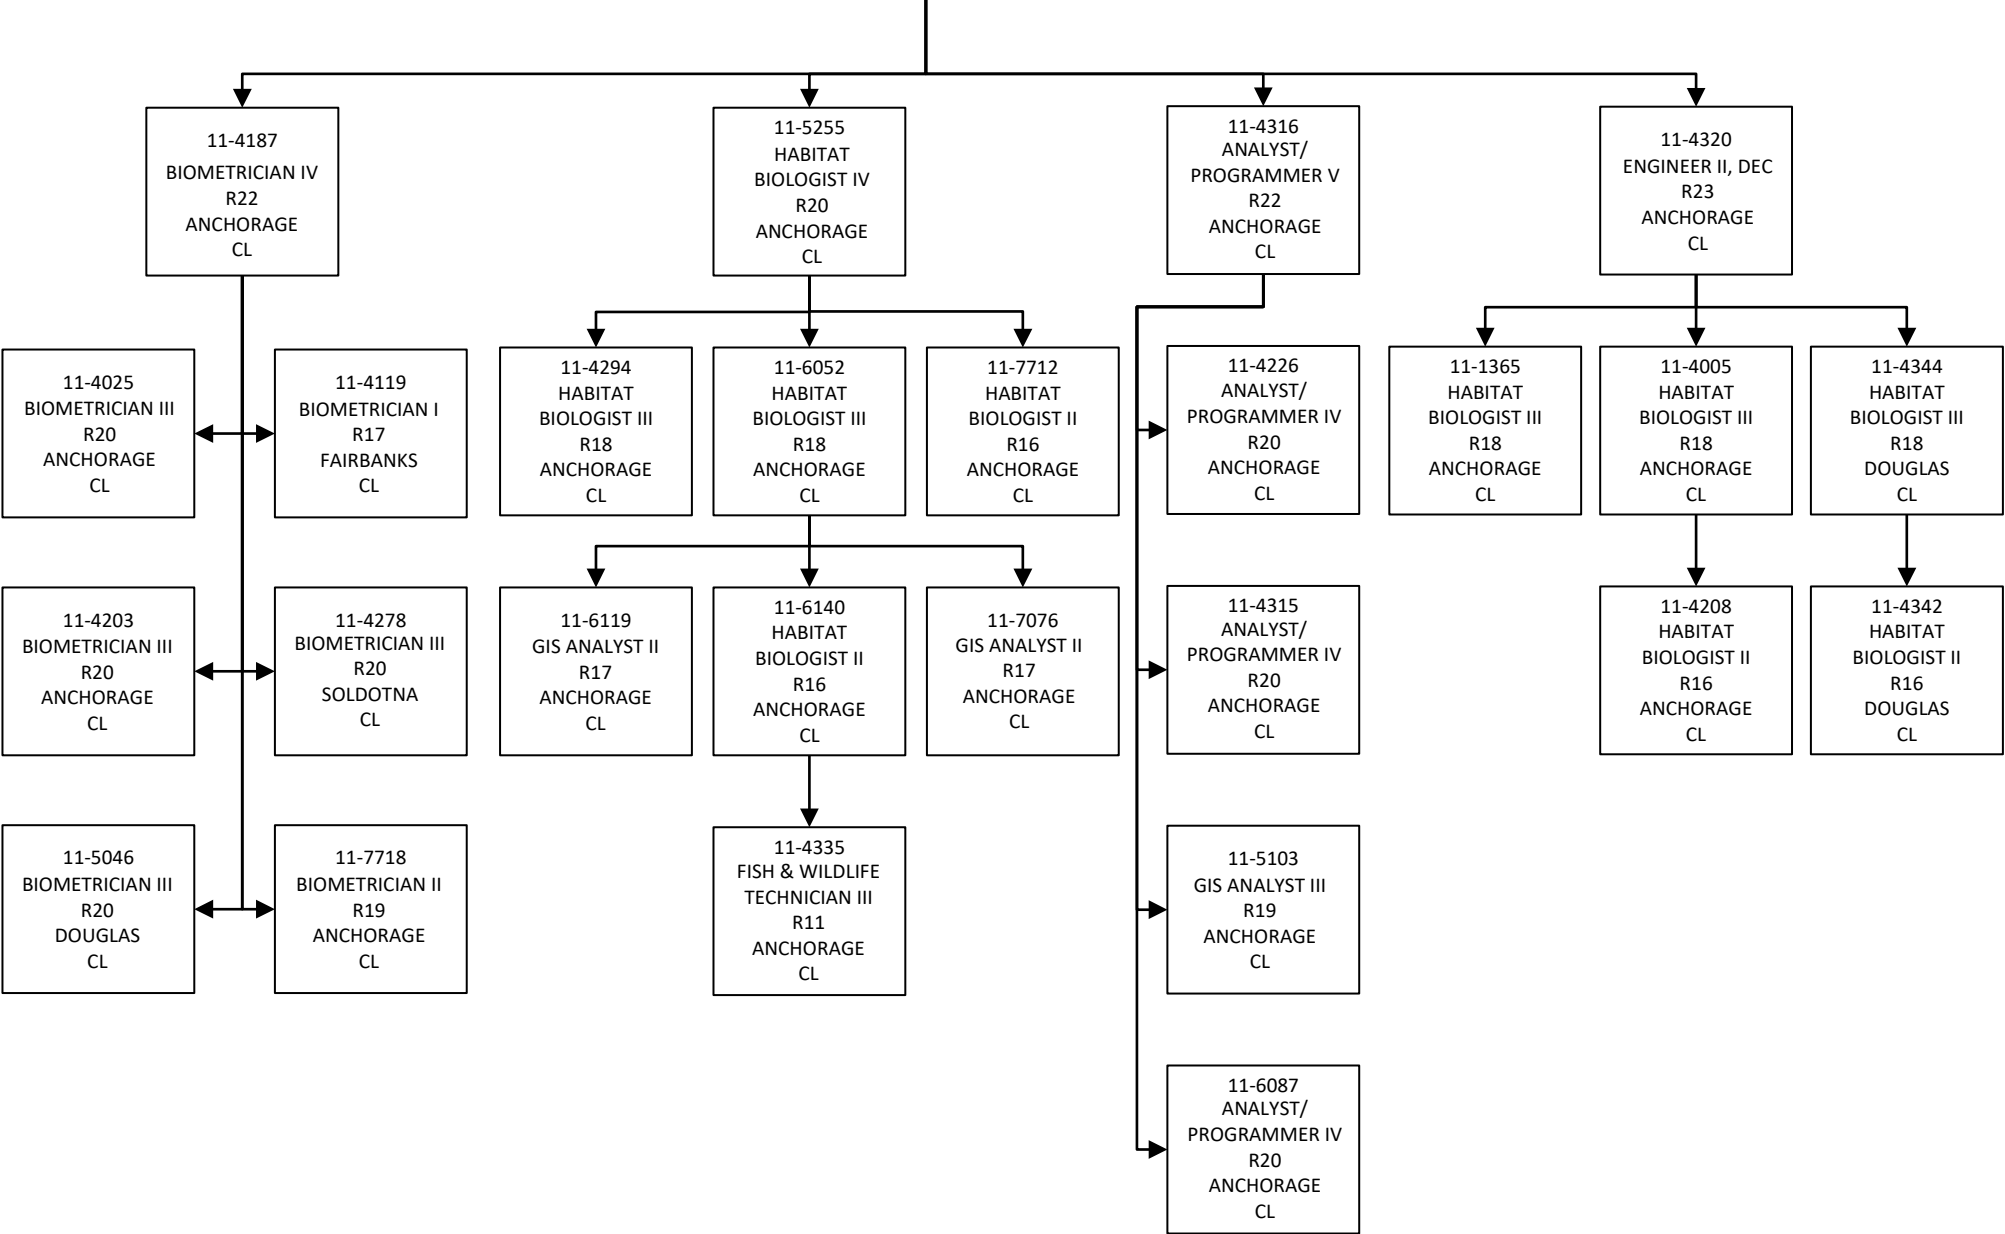 11-4187
BIOMETRICIAN IV
R22
ANCHORAGE
CL
11-5255
HABITAT
BIOLOGIST IV
R20
ANCHORAGE
CL
11-4316
ANALYST/
PROGRAMMER V
R22
ANCHORAGE
CL
11-4320
ENGINEER II, DEC
R23
ANCHORAGE
CL
11-4025
BIOMETRICIAN III
R20
ANCHORAGE
CL
11-4119
BIOMETRICIAN I
R17
FAIRBANKS
CL
11-4294
HABITAT
BIOLOGIST III
R18
ANCHORAGE
CL
11-6052
HABITAT
BIOLOGIST III
R18
ANCHORAGE
CL
11-7712
HABITAT
BIOLOGIST II
R16
ANCHORAGE
CL
11-4226
ANALYST/
PROGRAMMER IV
R20
ANCHORAGE
CL
11-1365
HABITAT
BIOLOGIST III
R18
ANCHORAGE
CL
11-4005
HABITAT
BIOLOGIST III
R18
ANCHORAGE
CL
11-4344
HABITAT
BIOLOGIST III
R18
DOUGLAS
CL
11-4203
BIOMETRICIAN III
R20
ANCHORAGE
CL
11-4278
BIOMETRICIAN III
R20
SOLDOTNA
CL
11-6119
GIS ANALYST II
R17
ANCHORAGE
CL
11-6140
HABITAT
BIOLOGIST II
R16
ANCHORAGE
CL
11-7076
GIS ANALYST II
R17
ANCHORAGE
CL
11-4315
ANALYST/
PROGRAMMER IV
R20
ANCHORAGE
CL
11-4208
HABITAT
BIOLOGIST II
R16
ANCHORAGE
CL
11-4342
HABITAT
BIOLOGIST II
R16
DOUGLAS
CL
11-5046
BIOMETRICIAN III
R20
DOUGLAS
CL
11-7718
BIOMETRICIAN II
R19
ANCHORAGE
CL
11-4335
FISH & WILDLIFE
TECHNICIAN III
R11
ANCHORAGE
CL
11-5103
GIS ANALYST III
R19
ANCHORAGE
CL
11-6087
ANALYST/
PROGRAMMER IV
R20
ANCHORAGE
CL